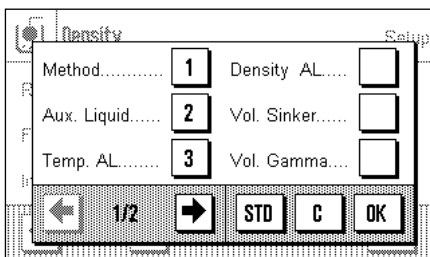 Density
Setup
Method............ 1 Density AL.....
Aux. Liquid...... 2 Vol. Sinker......
Temp. AL........ 3 Vol. Gamma....
1/2 STD C OK